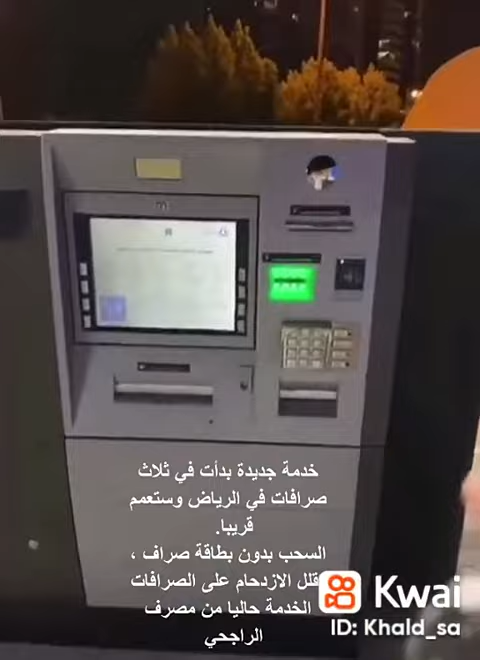 خدمة جديدة بدأت في ثلاث
صرافات في الرياض وستعمم
قريبا.
السحب بدون بطاقة صراف ،
قلل الازدحام على الصرافات
الخدمة حاليا من مصرف
الراجحي
Kwai
ID: Khald_sa